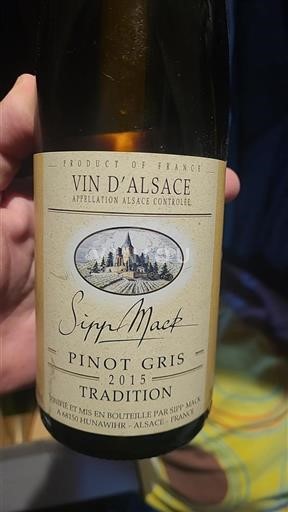 PRODUCT OF FRANCE
VIN D'ALSACE
APPELLATION ALSACE CONTRÔLÉE
Sipp Mack
PINOT GRIS
2015
TRADITION
VINIFIÉ ET MIS EN BOUTEILLE PAR SIPP MACK
A 68150 HUNAWIHR - ALSACE - FRANCE